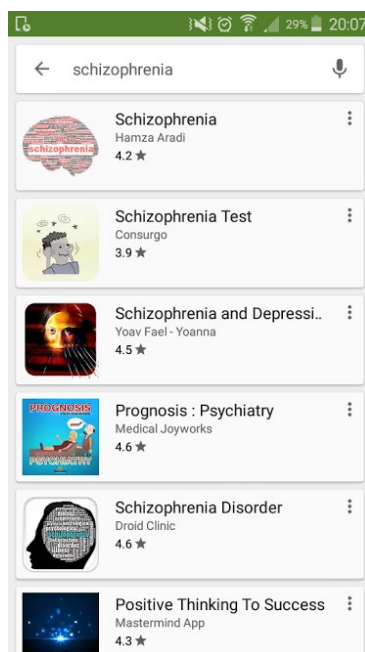 29% 20:07
schizophrenia
schizophrenia
Schizophrenia
Hamza Aradi
4.2 ★
Schizophrenia Test
Consurgo
3.9 ★
Schizophrenia and Depressi..
Yoav Fael - Yoanna
4.5 ★
PROGNOSIS
PSYCHIATRY
Prognosis : Psychiatry
Medical Joyworks
4.6 ★
Schizophrenia Disorder
Droid Clinic
4.6 ★
Positive Thinking To Success
Mastermind App
4.3 ★